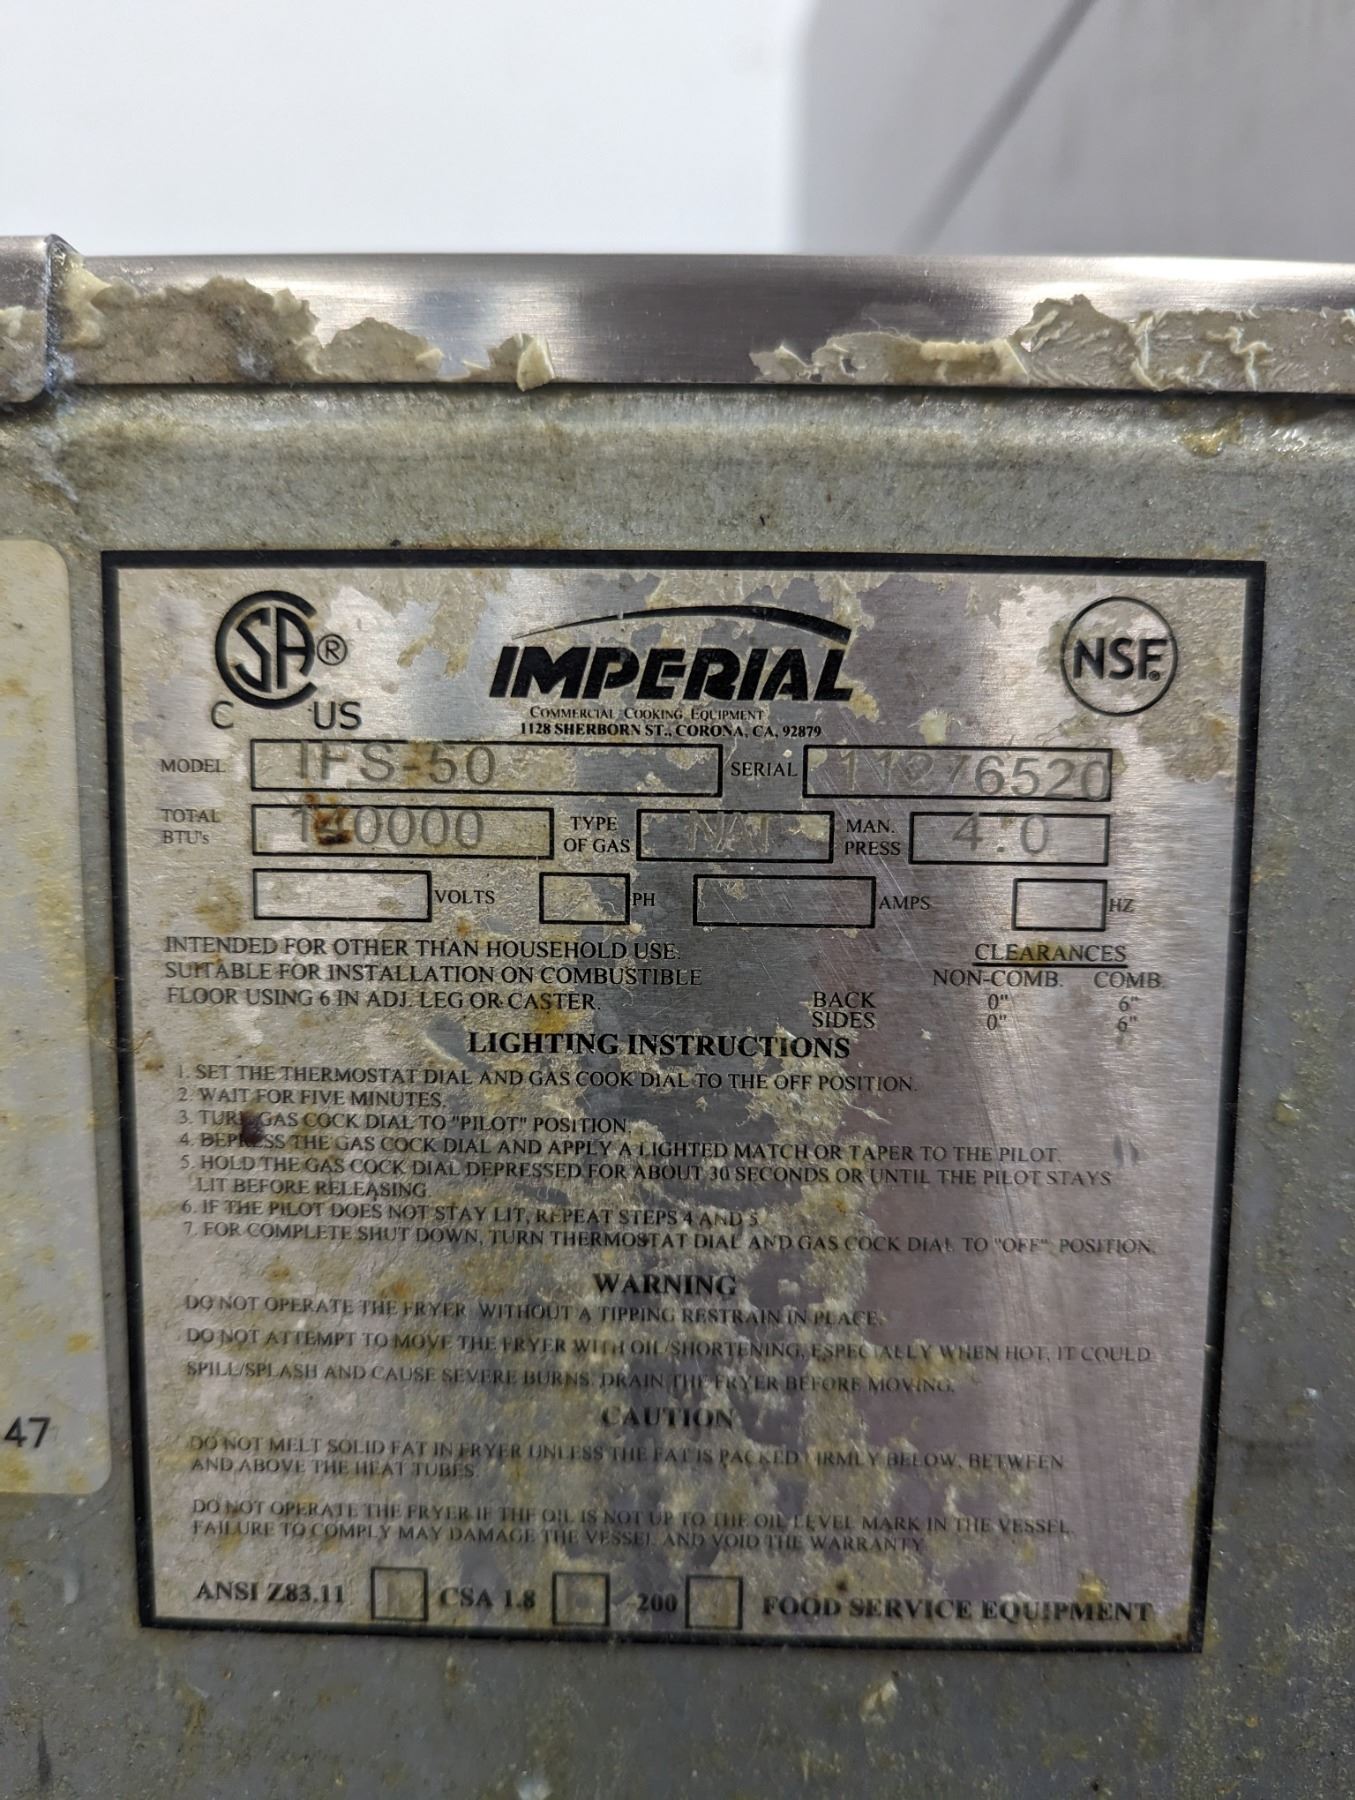 CSA®
C US
IMPERIAL
COMMERCIAL COOKING EQUIPMENT
1128 SHERBORN ST., CORONA, CA, 92879
NSF®
MODEL IFS-50 SERIAL 11276520
TOTAL BTU's 140000 TYPE OF GAS NAT MAN. PRESS 4.0
VOLTS PH AMPS HZ
INTENDED FOR OTHER THAN HOUSEHOLD USE.
SUITABLE FOR INSTALLATION ON COMBUSTIBLE
FLOOR USING 6 IN ADJ. LEG OR CASTER.
CLEARANCES
NON-COMB. COMB.
BACK 0" 6"
SIDES 0" 6"
LIGHTING INSTRUCTIONS
1. SET THE THERMOSTAT DIAL AND GAS COOK DIAL TO THE OFF POSITION.
2. WAIT FOR FIVE MINUTES.
3. TURN GAS COCK DIAL TO "PILOT" POSITION.
4. DEPRESS THE GAS COCK DIAL AND APPLY A LIGHTED MATCH OR TAPER TO THE PILOT.
5. HOLD THE GAS COCK DIAL DEPRESSED FOR ABOUT 30 SECONDS OR UNTIL THE PILOT STAYS
LIT BEFORE RELEASING.
6. IF THE PILOT DOES NOT STAY LIT, REPEAT STEPS 4 AND 5.
7. FOR COMPLETE SHUT DOWN, TURN THERMOSTAT DIAL AND GAS COCK DIAL TO "OFF" POSITION.
WARNING
DO NOT OPERATE THE FRYER WITHOUT A TIPPING RESTRAIN IN PLACE.
DO NOT ATTEMPT TO MOVE THE FRYER WITH OIL/SHORTENING, ESPECIALLY WHEN HOT, IT COULD
SPILL/SPLASH AND CAUSE SEVERE BURNS. DRAIN THE FRYER BEFORE MOVING.
CAUTION
DO NOT MELT SOLID FAT IN FRYER UNLESS THE FAT IS PACKED FIRMLY BELOW, BETWEEN
AND ABOVE THE HEAT TUBES.
DO NOT OPERATE THE FRYER IF THE OIL IS NOT UP TO THE OIL LEVEL MARK IN THE VESSEL.
FAILURE TO COMPLY MAY DAMAGE THE VESSEL AND VOID THE WARRANTY
ANSI Z83.11 CSA 1.8 -200 FOOD SERVICE EQUIPMENT
47